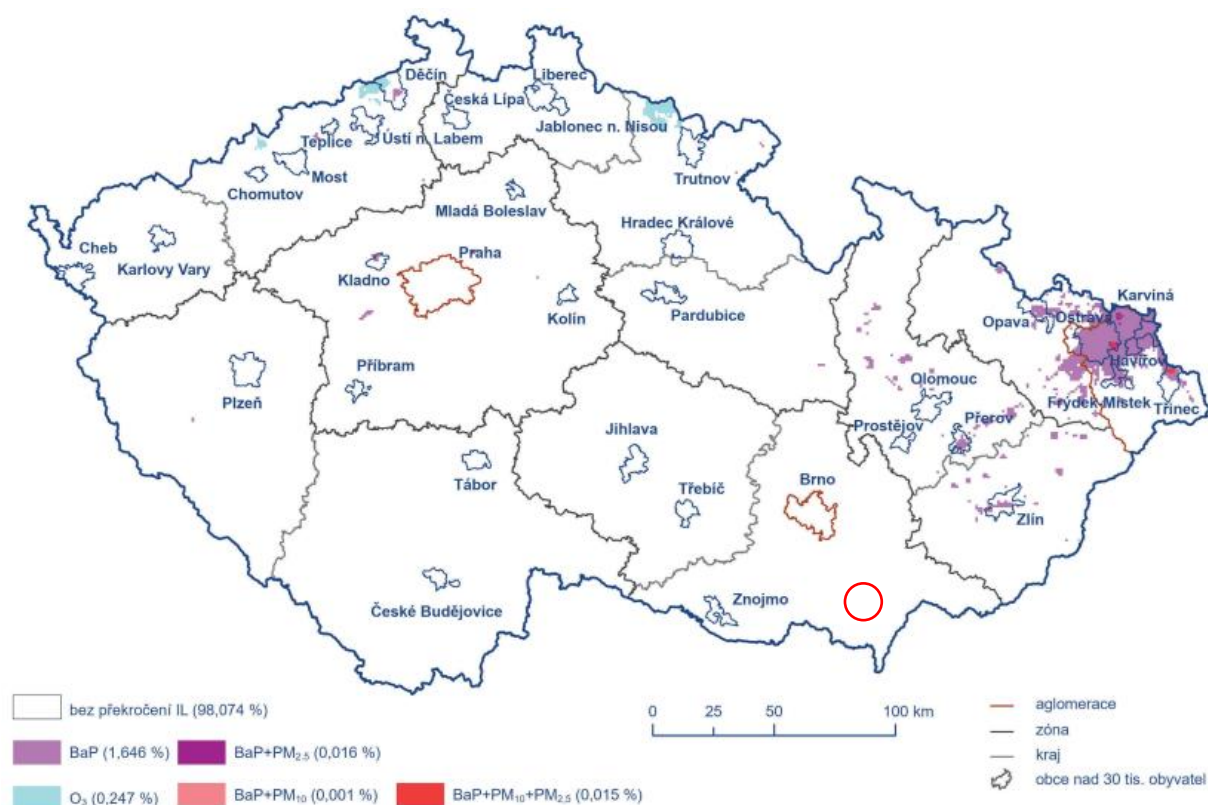 Děčín
Liberec
Česká Lípa
Jablonec n. Nisou
Teplice
Ústí n. Labem
Most
Chomutov
Trutnov
Mladá Boleslav
Hradec Králové
Cheb
Karlovy Vary
Kladno
Praha
Kolín
Pardubice
Opava
Ostrava
Karviná
Havířov
Frýdek-Místek
Třinec
Příbram
Plzeň
Olomouc
Prostějov
Přerov
Jihlava
Tábor
Třebíč
Brno
Zlín
České Budějovice
Znojmo
bez překročení IL (98,074 %)
BaP (1,646 %)
BaP+PM₂.₅ (0,016 %)
O₃ (0,247 %)
BaP+PM₁₀ (0,001 %)
BaP+PM₁₀+PM₂.₅ (0,015 %)
0 25 50 100 km
aglomerace
zóna
kraj
obce nad 30 tis. obyvatel